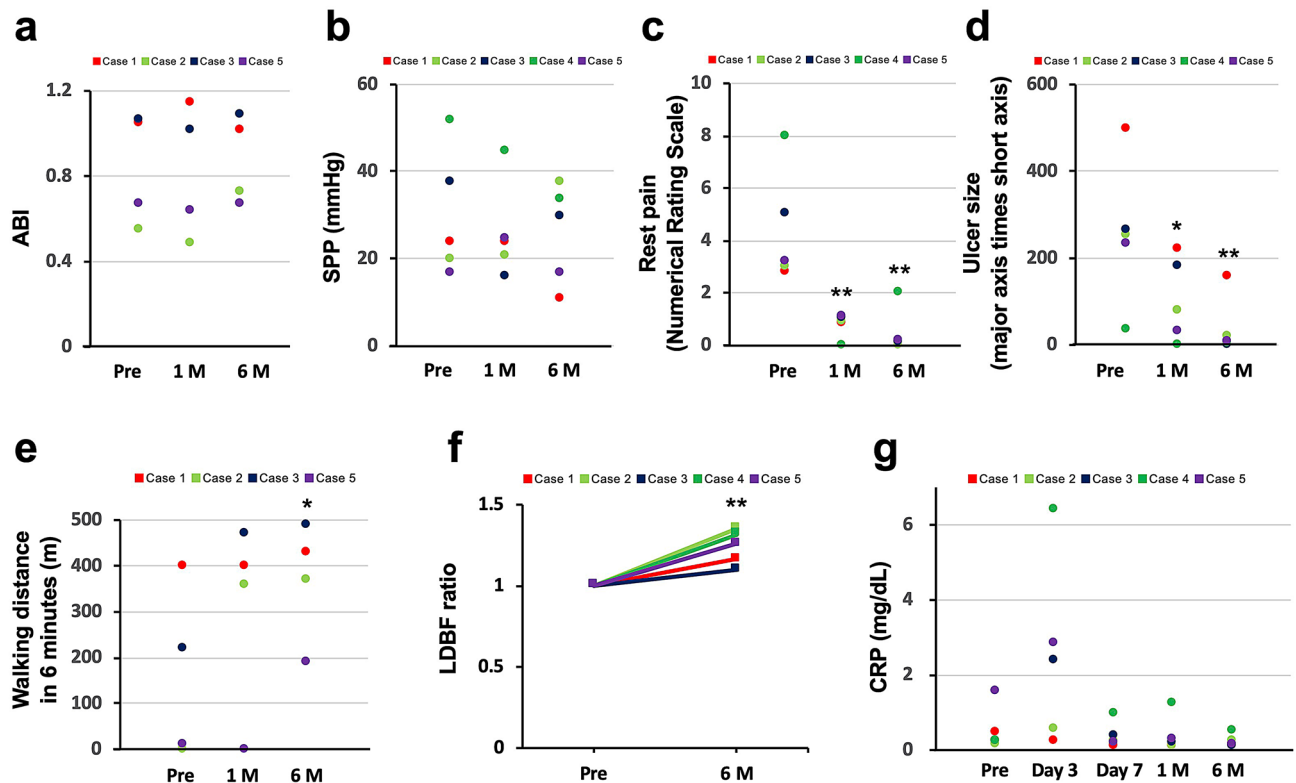 a
Case 1 Case 2 Case 3 Case 5
1.2
0.8
0.4
0
ABI
Pre 1 M 6 M
b
Case 1 Case 2 Case 3 Case 4 Case 5
60
40
20
0
SPP (mmHg)
Pre 1 M 6 M
c
Case 1 Case 2 Case 3 Case 4 Case 5
10
8
6
4
2
0
Rest pain
(Numerical Rating Scale)
** **
Pre 1 M 6 M
d
Case 1 Case 2 Case 3 Case 4 Case 5
600
400
200
0
Ulcer size
(major axis times short axis)
* **
Pre 1 M 6 M
e
Case 1 Case 2 Case 3 Case 5
500
400
300
200
100
0
Walking distance
in 6 minutes (m)
*
Pre 1 M 6 M
f
Case 1 Case 2 Case 3 Case 4 Case 5
1.5
1
0.5
0
LDBF ratio
**
Pre 6 M
g
Case 1 Case 2 Case 3 Case 4 Case 5
6
4
2
0
CRP (mg/dL)
Pre Day 3 Day 7 1 M 6 M